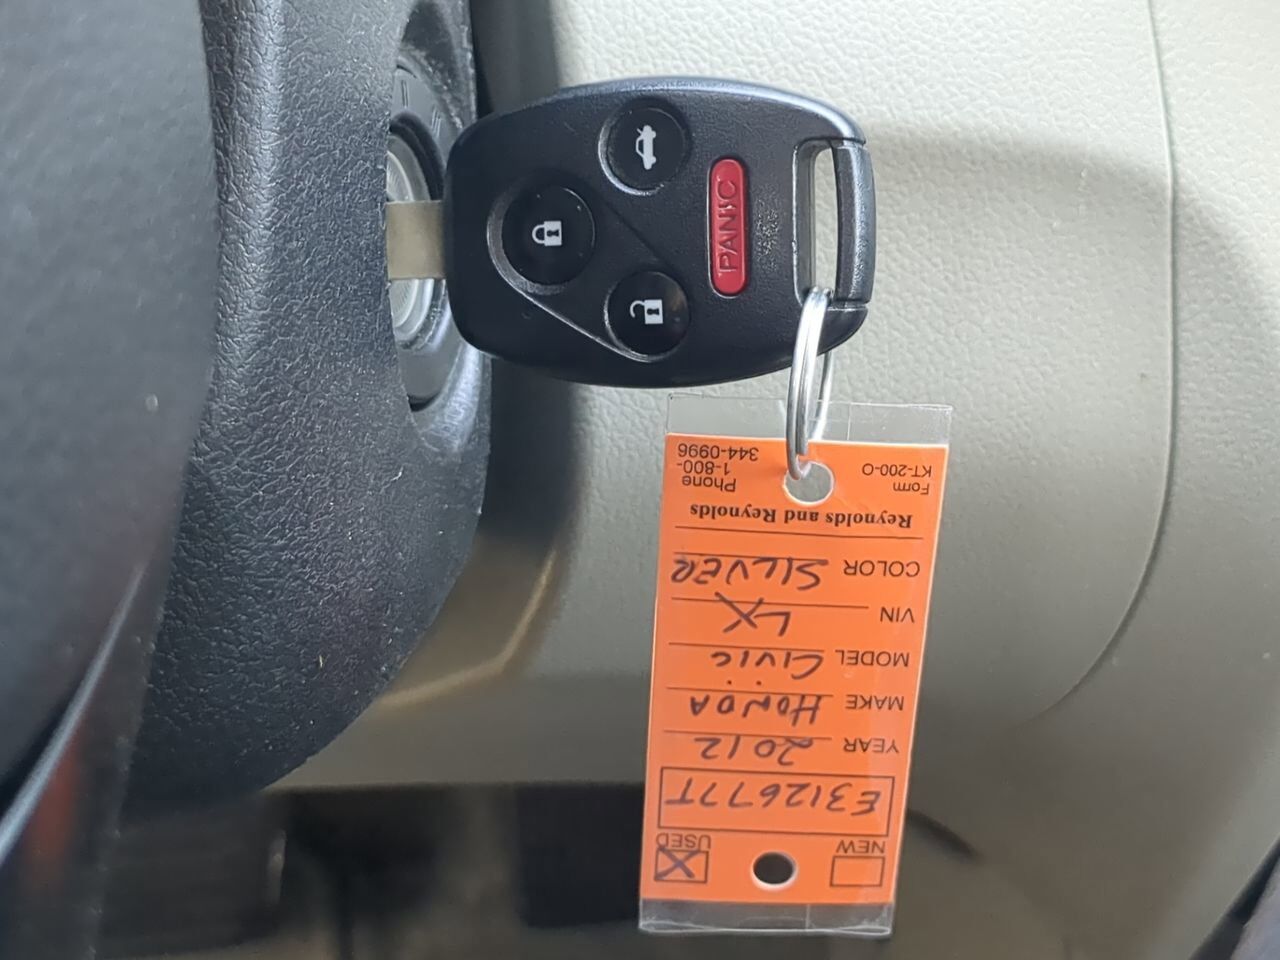 PANIC
NEW
USED
X
E312677T
YEAR 2012
MAKE HONDA
MODEL CIVIC
VIN LX
COLOR SILVER
Reynolds and Reynolds
Form
KT-200-O
Phone
1-800-
344-0996